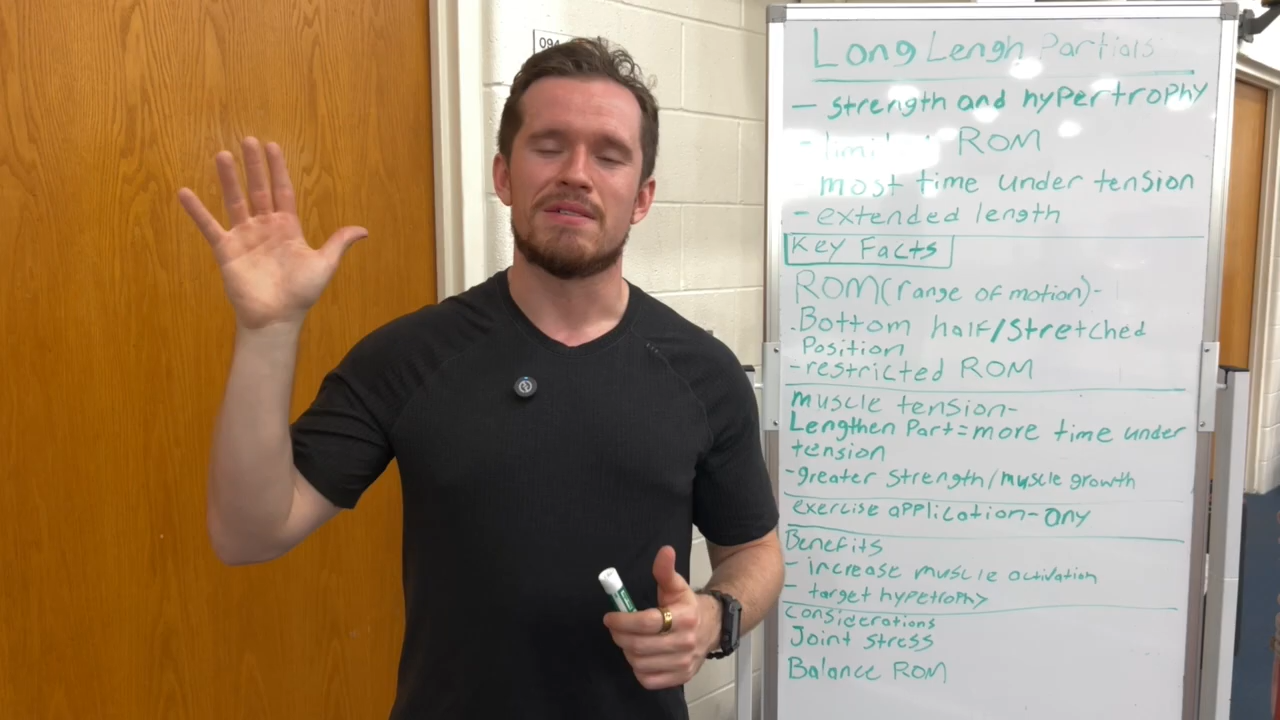 094
Long Lengh Partials
- strength and hypertrophy
- ROM
- most time under tension
- extended length
Key Facts
ROM(range of motion)-
.Bottom half/stretched
Position
-restricted ROM
muscle tension-
Lengthen Part=more time under
tension
-greater strength/muscle growth
exercise application-any
Benefits
- increase muscle activation
- target hypetrophy
Considerations
Joint stress
Balance ROM